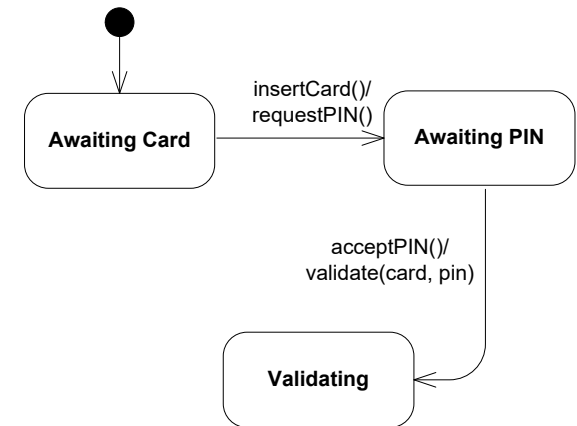 insertCard()/
requestPIN()
Awaiting Card
Awaiting PIN
acceptPIN()/
validate(card, pin)
Validating